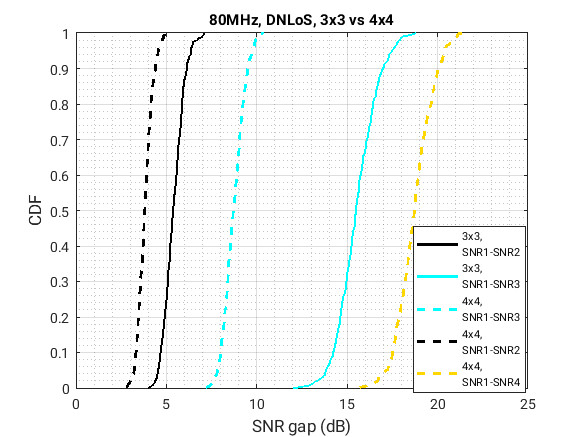 80MHz, DNLoS, 3x3 vs 4x4
1
0.9
0.8
0.7
0.6
0.5
0.4
0.3
0.2
0.1
0
CDF
0 5 10 15 20 25
SNR gap (dB)
3x3,
SNR1-SNR2
3x3,
SNR1-SNR3
4x4,
SNR1-SNR3
4x4,
SNR1-SNR2
4x4,
SNR1-SNR4